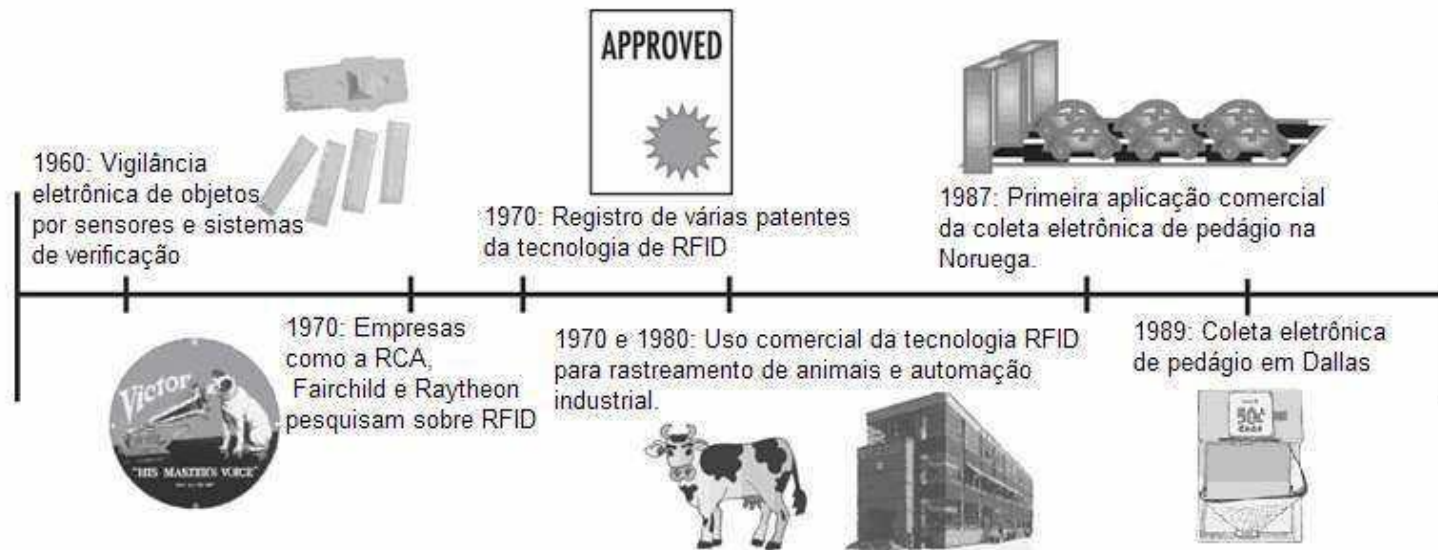 APPROVED
1960: Vigilância
eletrônica de objetos
por sensores e sistemas
de verificação
1970: Registro de várias patentes
da tecnologia de RFID
1987: Primeira aplicação comercial
da coleta eletrônica de pedágio na
Noruega.
1970: Empresas
como a RCA,
Fairchild e Raytheon
pesquisam sobre RFID
1970 e 1980: Uso comercial da tecnologia RFID
para rastreamento de animais e automação
industrial.
1989: Coleta eletrônica
de pedágio em Dallas
Victor
"HIS MASTER'S VOICE"
50¢